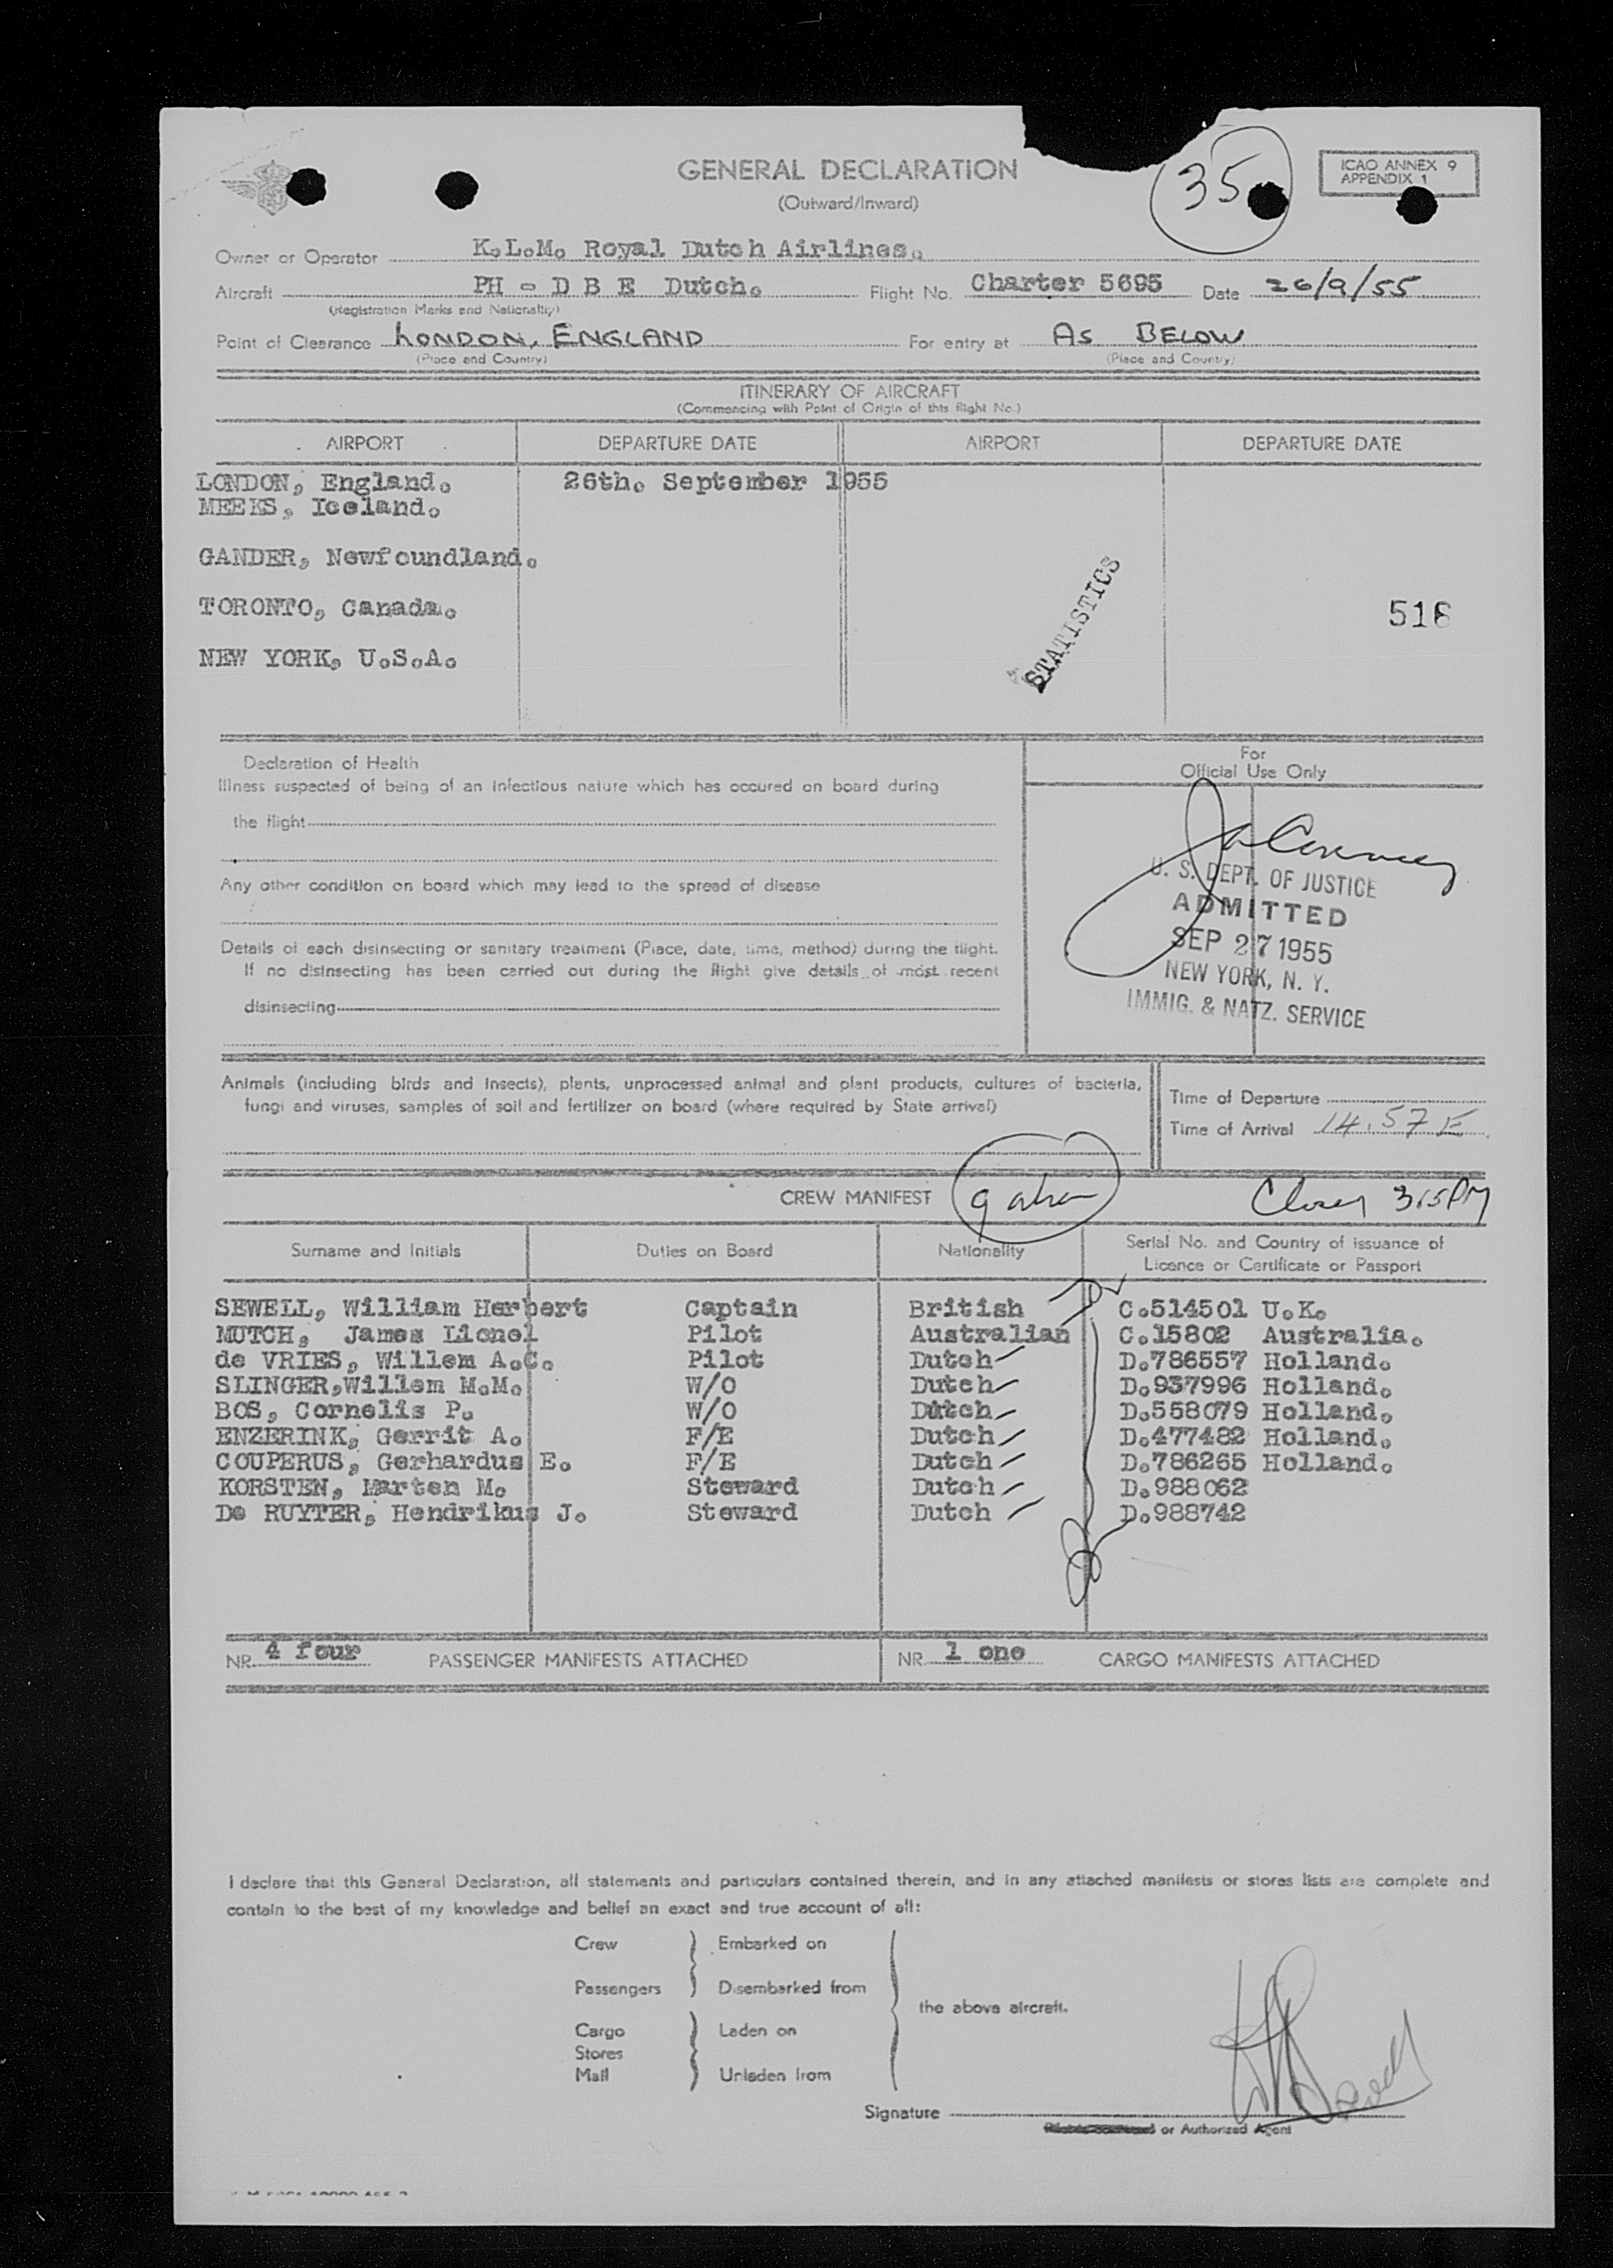 GENERAL DECLARATION
(Outward/Inward)
35
ICAO ANNEX 9
APPENDIX 1
Owner or Operator K.L.M. Royal Dutch Airlines.
Aircraft PH - D B E Dutch. Flight No. Charter 5695 Date 26/9/55
(Registration Marks and Nationality)
Point of Clearance LONDON, ENGLAND For entry at AS BELOW
(Place and Country) (Place and Country)
ITINERARY OF AIRCRAFT
(Commencing with Point of Origin of this flight No.)
AIRPORT DEPARTURE DATE AIRPORT DEPARTURE DATE
LONDON, England. 26th. September 1955
MEEKS, Iceland.
GANDER, Newfoundland.
STATISTICS
TORONTO, Canada. 518
NEW YORK, U.S.A.
Declaration of Health
For
Official Use Only
Illness suspected of being of an infectious nature which has occured on board during
the flight
Any other condition on board which may lead to the spread of disease
Details of each disinsecting or sanitary treatment (Place, date, time, method) during the flight.
If no disinsecting has been carried out during the flight give details of most recent
disinsecting
U. S. DEPT. OF JUSTICE
ADMITTED
SEP 27 1955
NEW YORK, N. Y.
IMMIG. & NATZ. SERVICE
Animals (including birds and insects), plants, unprocessed animal and plant products, cultures of bacteria,
fungi and viruses, samples of soil and fertilizer on board (where required by State arrival)
Time of Departure
Time of Arrival 14.57 E
CREW MANIFEST 9 315PM
Surname and Initials Duties on Board Nationality Serial No. and Country of issuance of
Licence or Certificate or Passport
SEWELL, William Herbert Captain British C.514501 U.K.
MUTCH, James Lionel Pilot Australian C.15802 Australia.
de VRIES, Willem A.C. Pilot Dutch D.786557 Holland.
SLINGER,Willem M.M. W/O Dutch D.937996 Holland.
BOS, Cornelis P. W/O Dutch D.558079 Holland.
ENZERINK, Gerrit A. F/E Dutch D.477482 Holland.
COUPERUS, Gerhardus E. F/E Dutch D.786265 Holland.
KORSTEN, Marten M. Steward Dutch D.988062
De RUYTER, Hendrikus J. Steward Dutch D.988742
NR. 4 four PASSENGER MANIFESTS ATTACHED NR. 1 one CARGO MANIFESTS ATTACHED
I declare that this General Declaration, all statements and particulars contained therein, and in any attached manifests or stores lists are complete and
contain to the best of my knowledge and belief an exact and true account of all:
Crew Embarked on
Passengers Disembarked from
the above aircraft.
Cargo Laden on
Stores
Mail Unladen from
Signature
or Authorized Agent